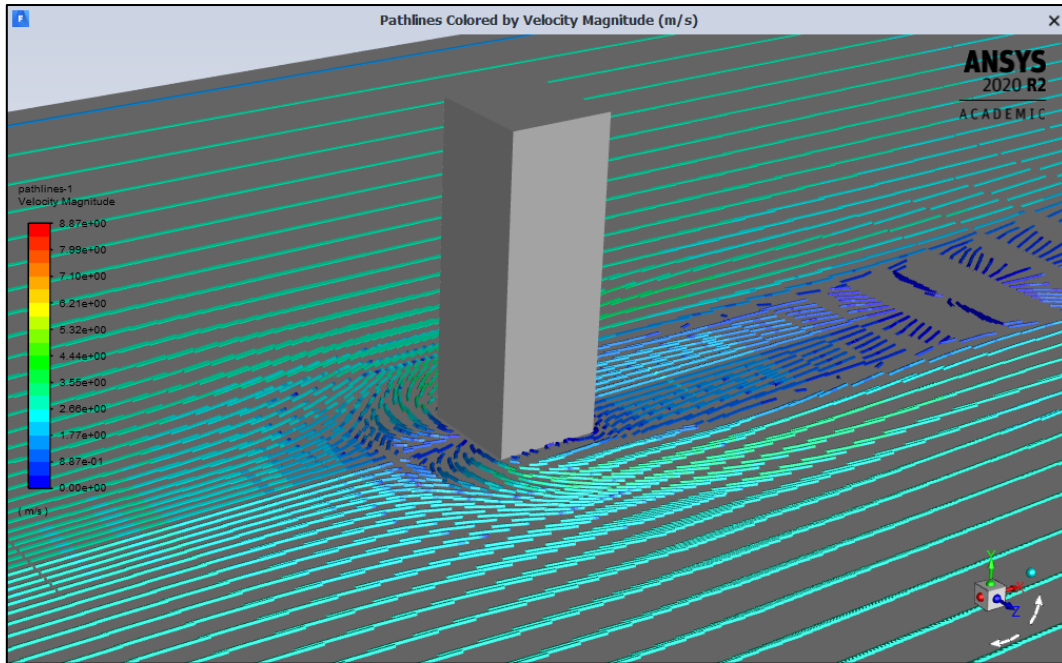 Pathlines Colored by Velocity Magnitude (m/s)
ANSYS
2020 R2
ACADEMIC
pathlines-1
Velocity Magnitude
8.87e+00
7.99e+00
7.10e+00
6.21e+00
5.32e+00
4.44e+00
3.55e+00
2.66e+00
1.77e+00
8.87e-01
0.00e+00
( m/s )
Y
Z